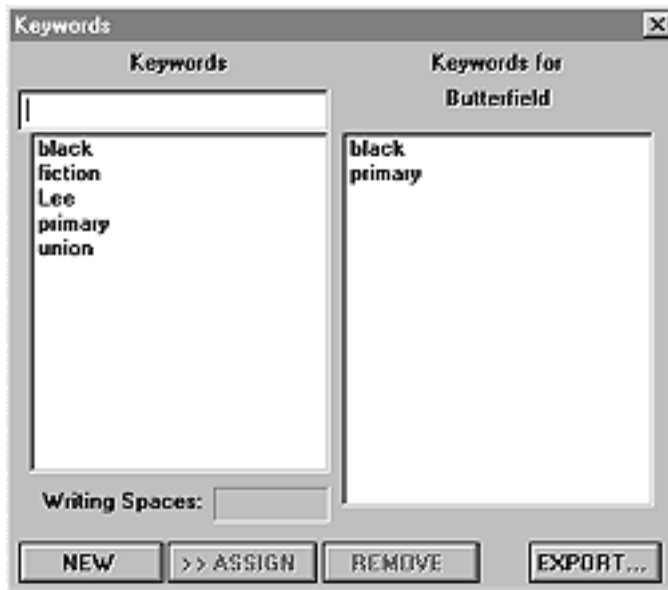 Keywords
Keywords
Keywords for
Butterfield
black
fiction
Lee
primary
union
black
primary
Writing Spaces:
NEW
>> ASSIGN
REMOVE
EXPORT...